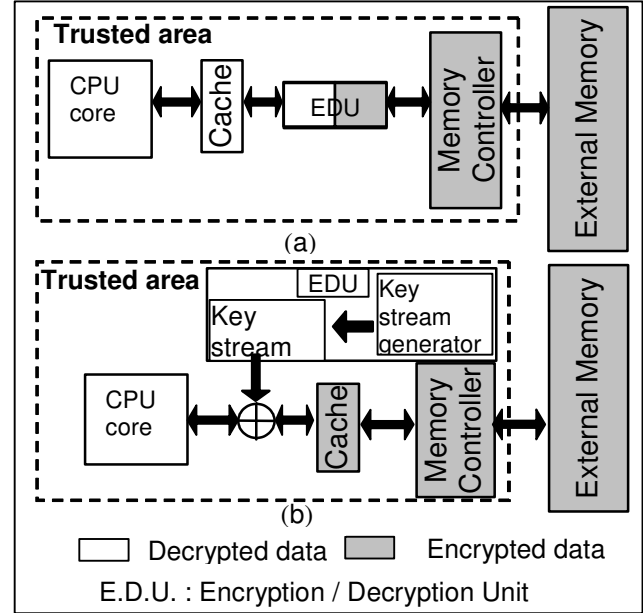 Trusted area
CPU
core
Cache
EDU
Memory
Controller
External Memory
(a)
Trusted area
EDU
Key
stream
Key
stream
generator
CPU
core
Cache
Memory
Controller
External Memory
(b)
Decrypted data
Encrypted data
E.D.U. : Encryption / Decryption Unit